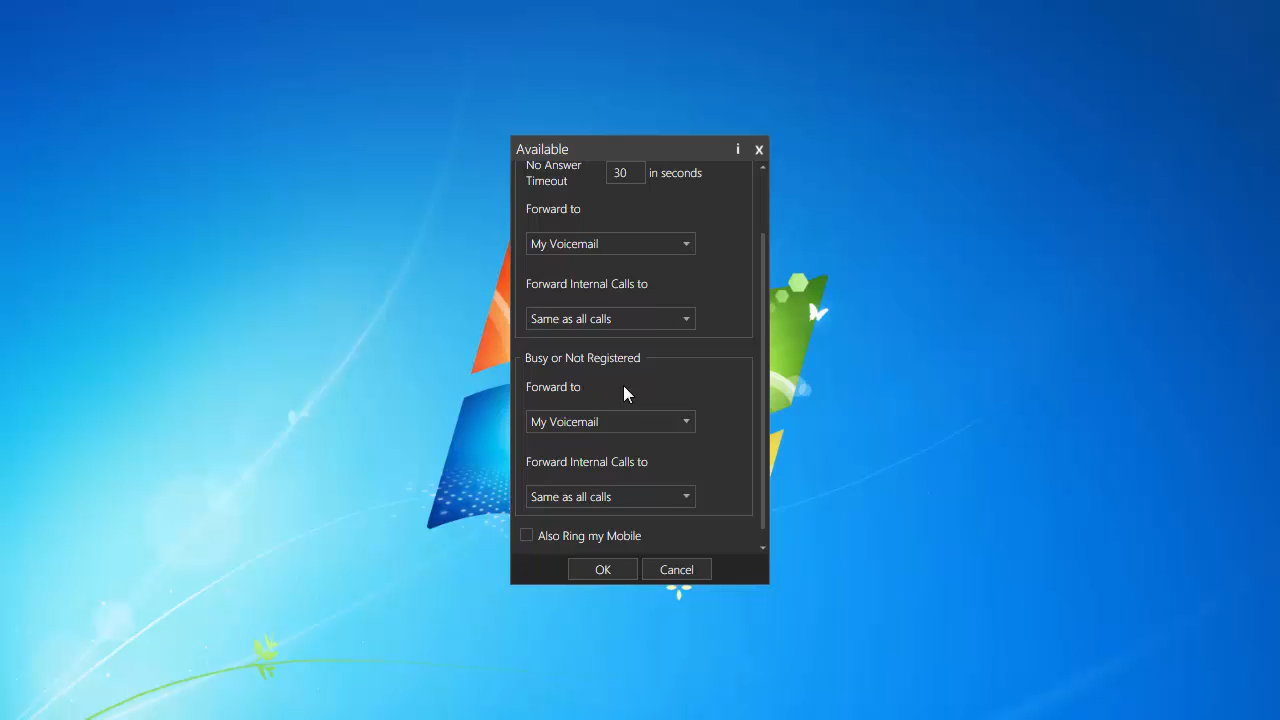 Available
i
x
No Answer
Timeout
30
in seconds
Forward to
My Voicemail
Forward Internal Calls to
Same as all calls
Busy or Not Registered
Forward to
My Voicemail
Forward Internal Calls to
Same as all calls
Also Ring my Mobile
OK
Cancel